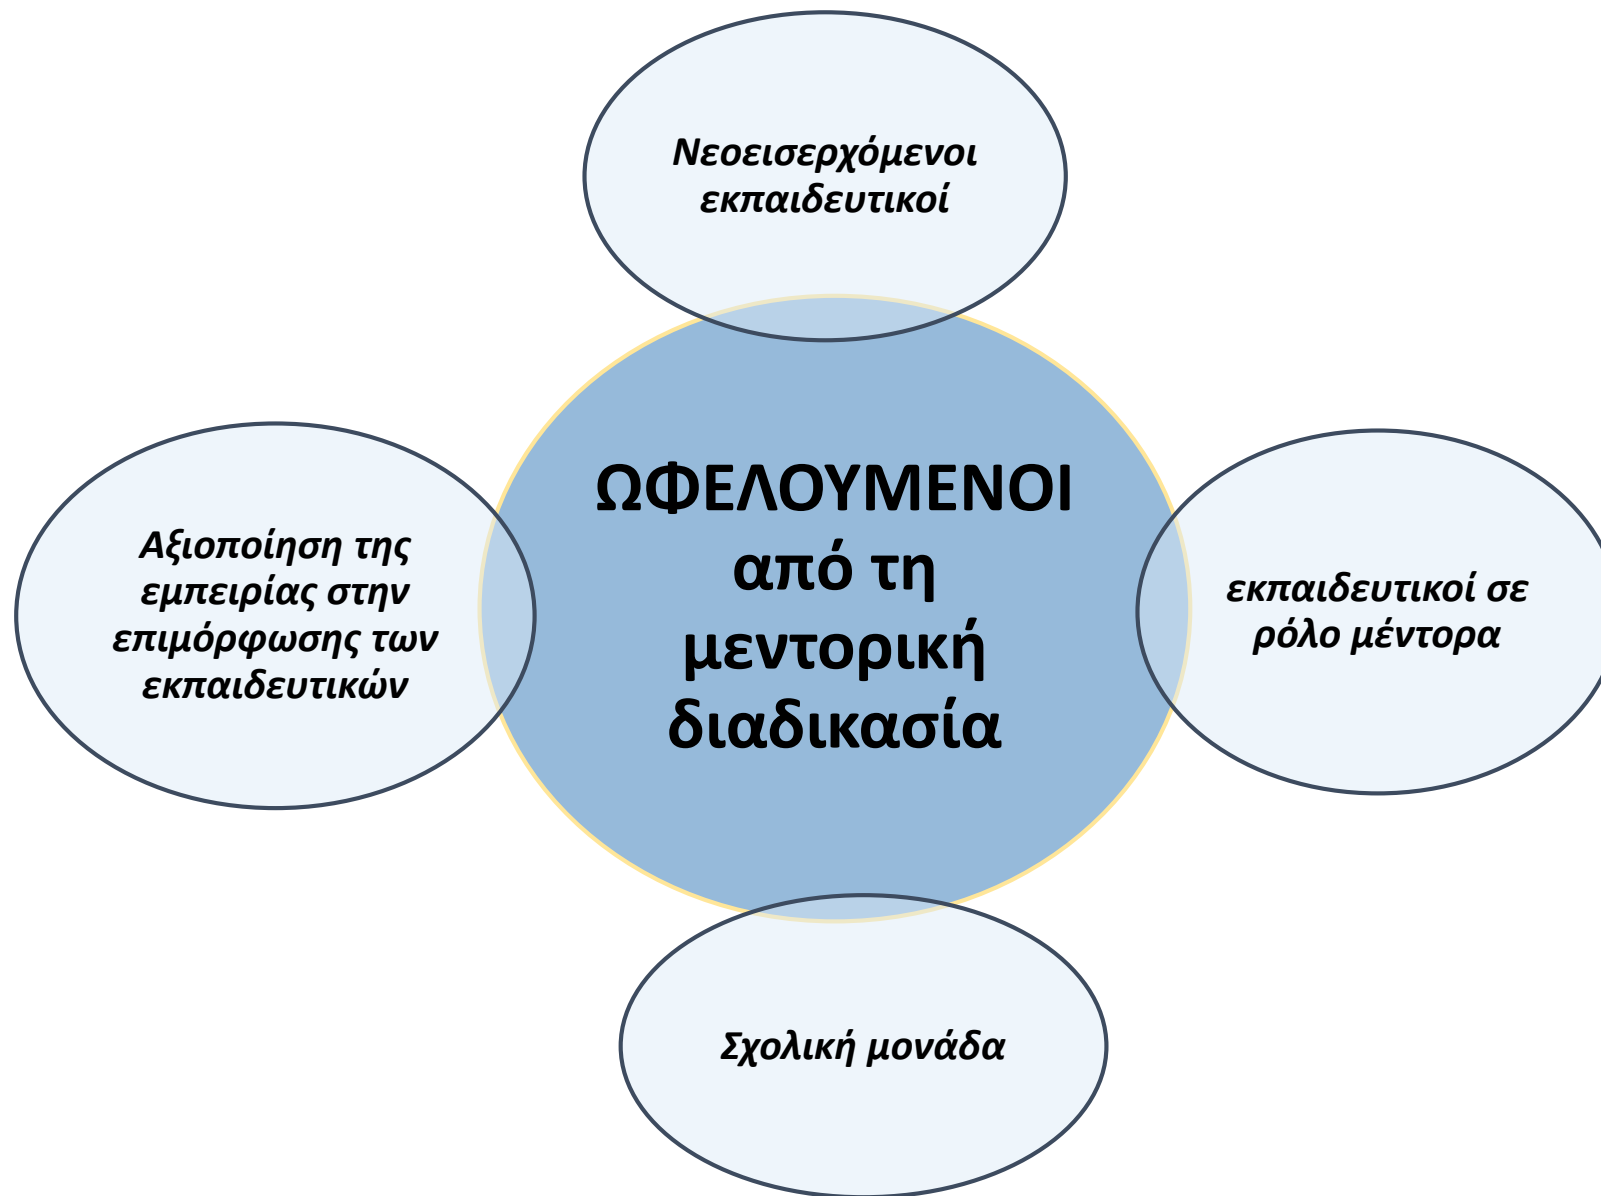 Νεοεισερχόμενοι
εκπαιδευτικοί
ΩΦΕΛΟΥΜΕΝΟΙ
από τη
μεντορική
διαδικασία
Αξιοποίηση της
εμπειρίας στην
επιμόρφωσης των
εκπαιδευτικών
εκπαιδευτικοί σε
ρόλο μέντορα
Σχολική μονάδα